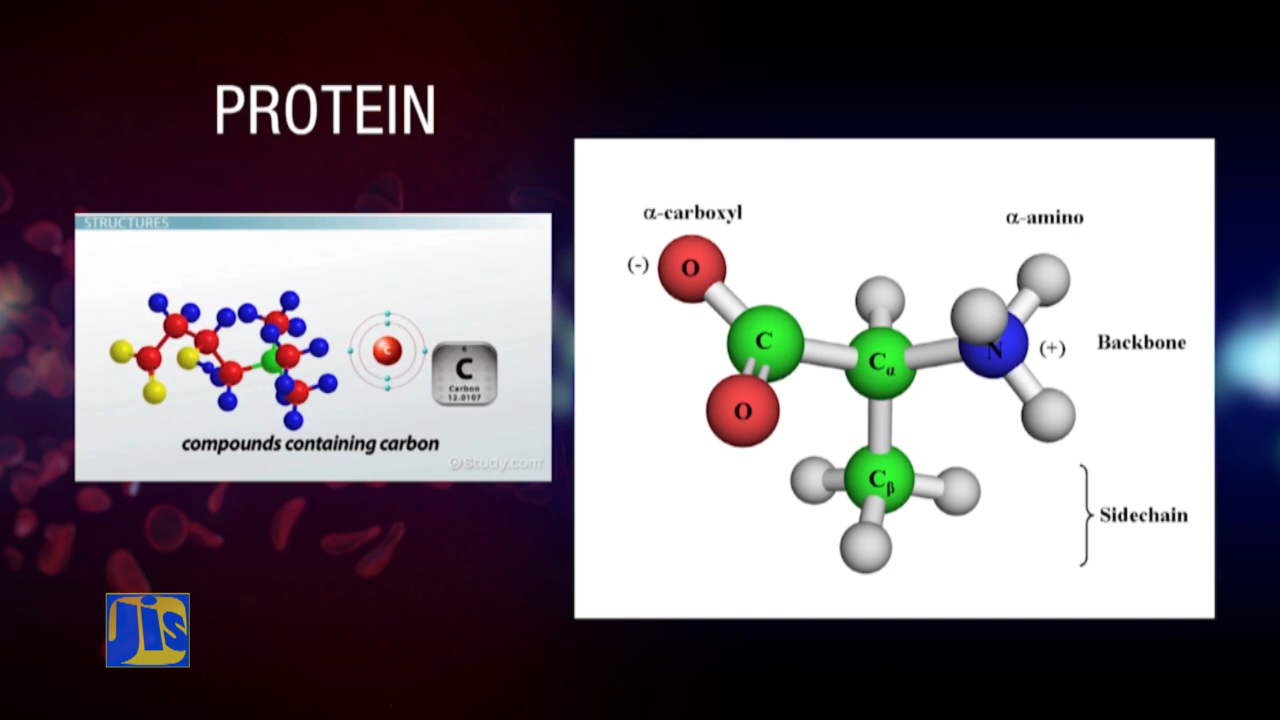 PROTEIN
STRUCTURES
C
C
Carbon
12.0107
compounds containing carbon
©Study.com
α-carboxyl
α-amino
(-)
O
C
Cα
N
(+)
Backbone
O
Cβ
Sidechain
Jis